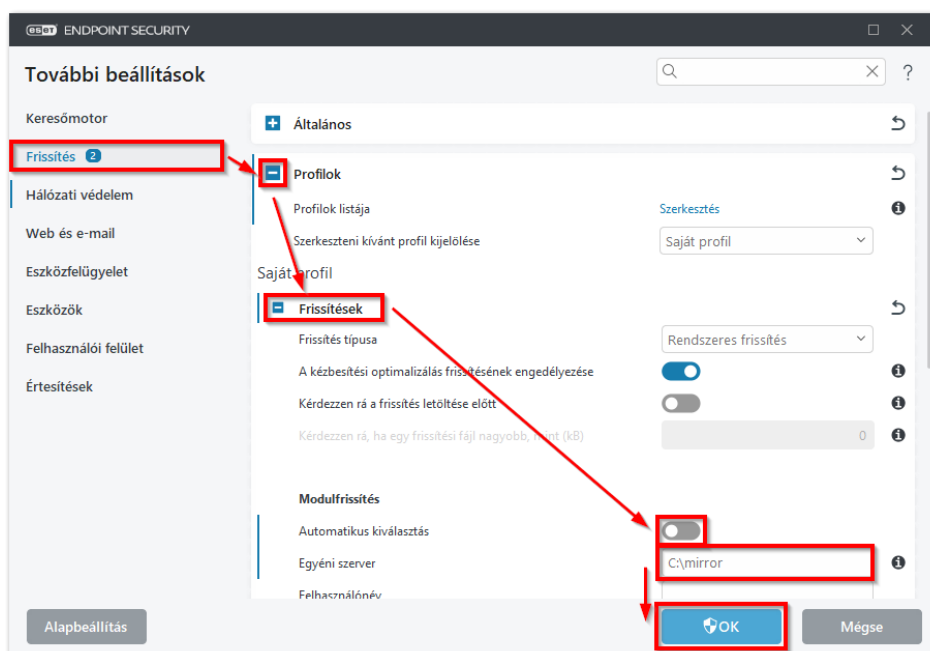 eseT ENDPOINT SECURITY
További beállítások
?
Keresőmotor
Frissítés 2
Hálózati védelem
Web és e-mail
Eszközfelügyelet
Eszközök
Felhasználói felület
Értesítések
Általános
Profilok
Profilok listája Szerkesztés
Szerkeszteni kívánt profil kijelölése Saját profil
Saját profil
Frissítések
Frissítés típusa Rendszeres frissítés
A kézbesítési optimalizálás frissítésének engedélyezése
Kérdezzen rá a frissítés letöltése előtt
Kérdezzen rá, ha egy frissítési fájl nagyobb, mint (kB) 0
Modulfrissítés
Automatikus kiválasztás
Egyéni szerver C:\mirror
Felhasználónév
Alapbeállítás OK Mégse